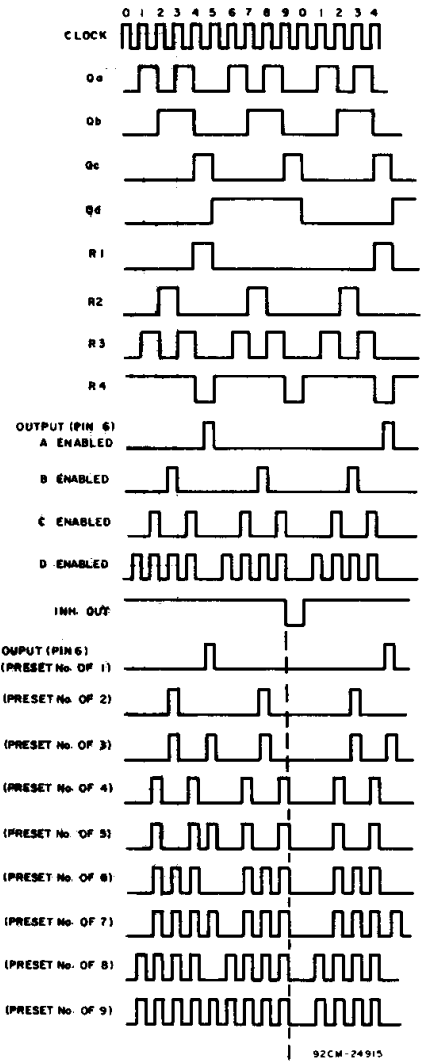 0 1 2 3 4 5 6 7 8 9 0 1 2 3 4
CLOCK
Qa
Qb
Qc
Qd
R1
R2
R3
R4
OUTPUT (PIN 6)
A ENABLED
B ENABLED
C ENABLED
D ENABLED
INH. OUT
OUPUT (PIN 6)
(PRESET No. OF 1)
(PRESET No. OF 2)
(PRESET No. OF 3)
(PRESET No. OF 4)
(PRESET No. OF 5)
(PRESET No. OF 6)
(PRESET No. OF 7)
(PRESET No. OF 8)
(PRESET No. OF 9)
92CM-24915